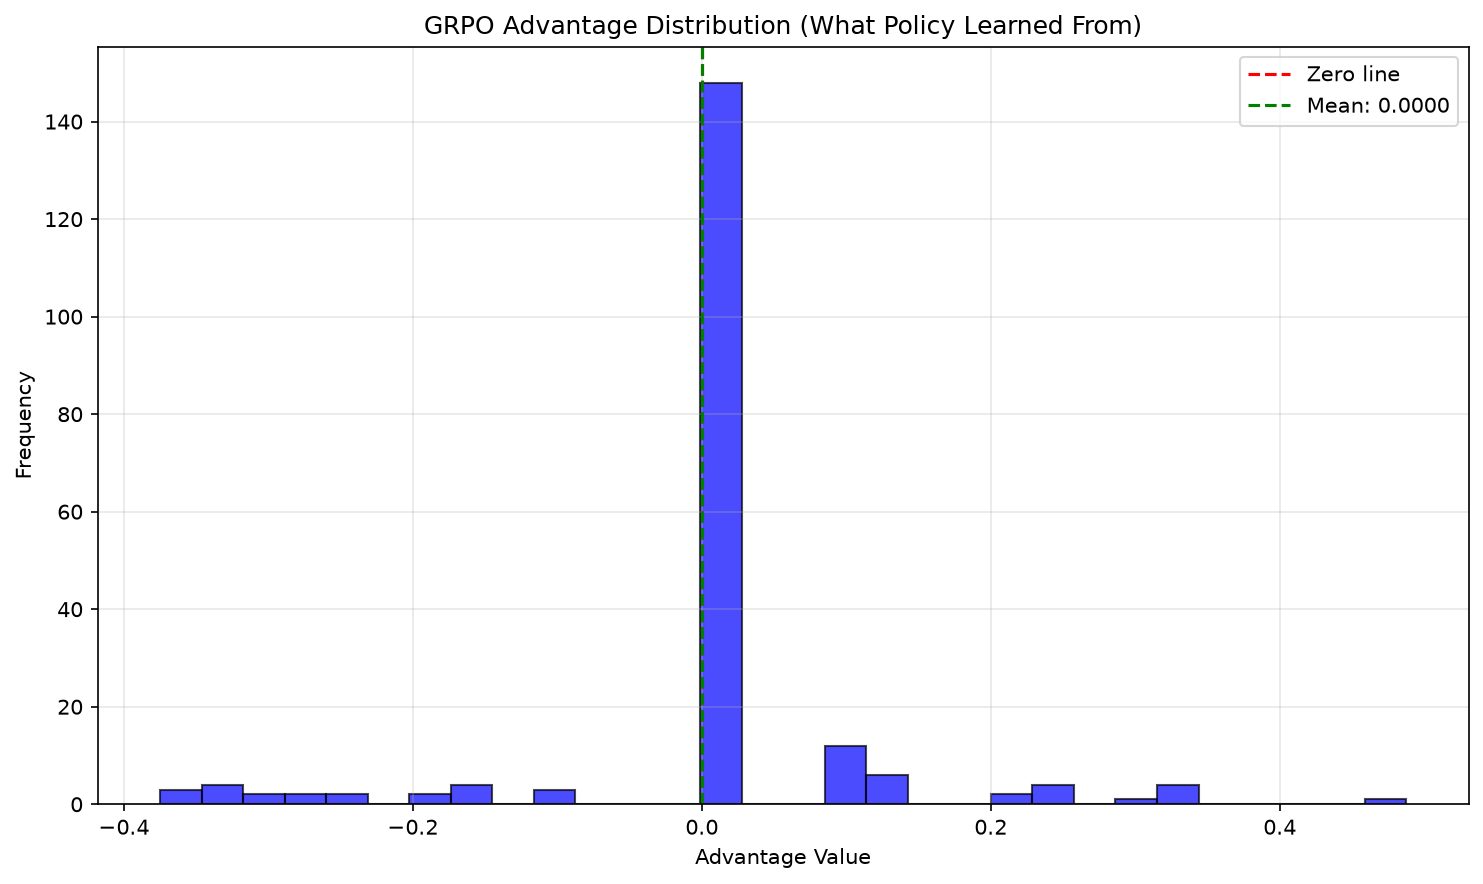 GRPO Advantage Distribution (What Policy Learned From)
Zero line
Mean: 0.0000
Frequency
140
120
100
80
60
40
20
0
−0.4
−0.2
0.0
0.2
0.4
Advantage Value